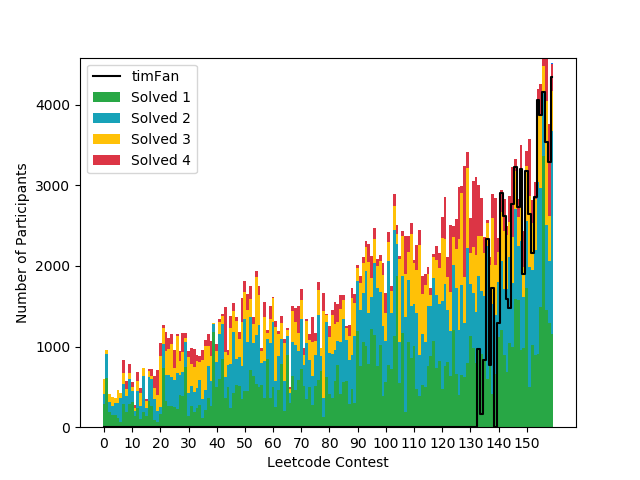 timFan
Solved 1
Solved 2
Solved 3
Solved 4
Number of Participants
4000
3000
2000
1000
0
0 10 20 30 40 50 60 70 80 90 100 110 120 130 140 150
Leetcode Contest